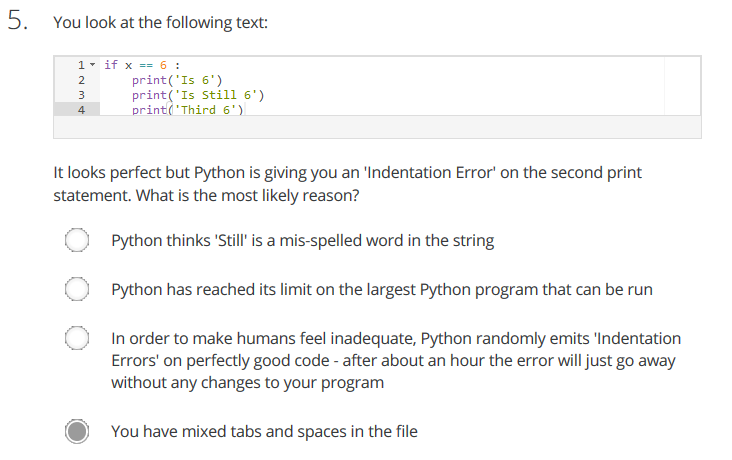 5. You look at the following text:
1 if x == 6 :
2 print('Is 6')
3 print('Is Still 6')
4 print('Third 6')
It looks perfect but Python is giving you an 'Indentation Error' on the second print
statement. What is the most likely reason?
Python thinks 'Still' is a mis-spelled word in the string
Python has reached its limit on the largest Python program that can be run
In order to make humans feel inadequate, Python randomly emits 'Indentation
Errors' on perfectly good code - after about an hour the error will just go away
without any changes to your program
You have mixed tabs and spaces in the file